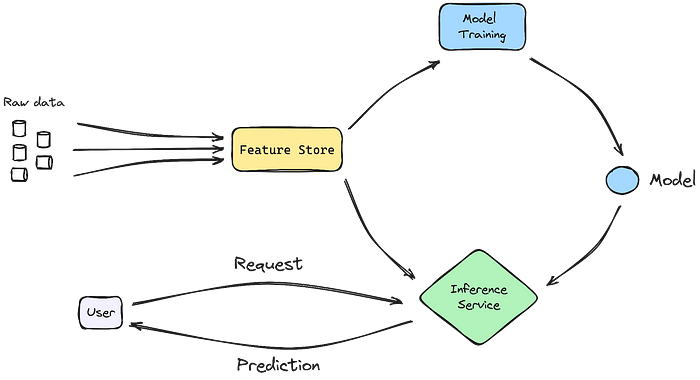 Model
Training
Raw data
Feature Store
Model
Request
Inference
Service
User
Prediction